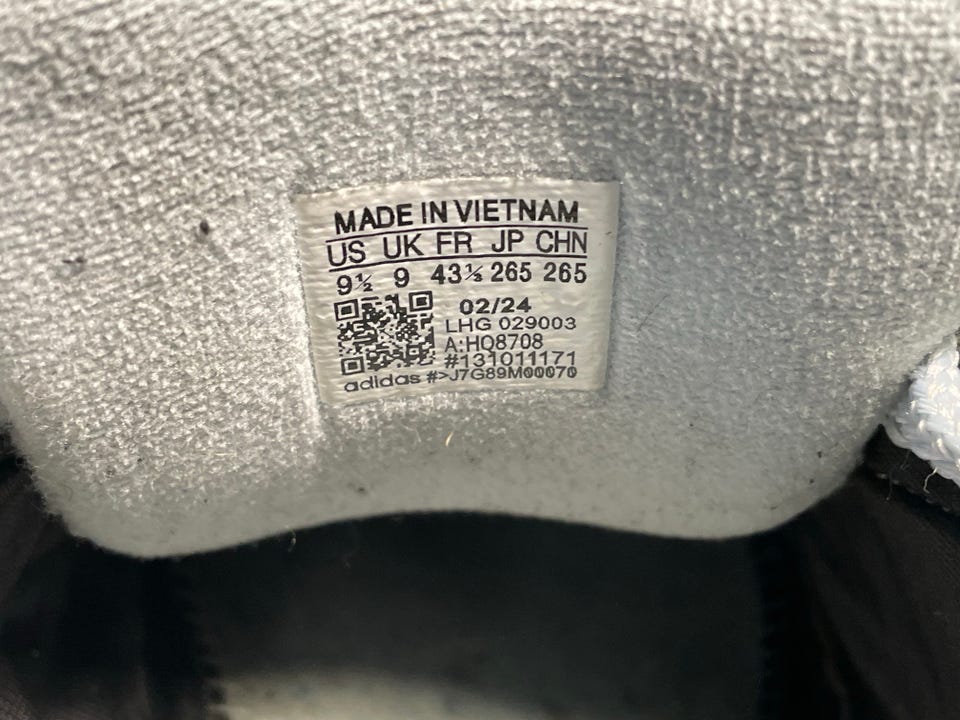 MADE IN VIETNAM
US UK FR JP CHN
9½ 9 43⅓ 265 265
02/24
LHG 029003
A:HQ8708
#131011171
adidas #>J7G89M00070